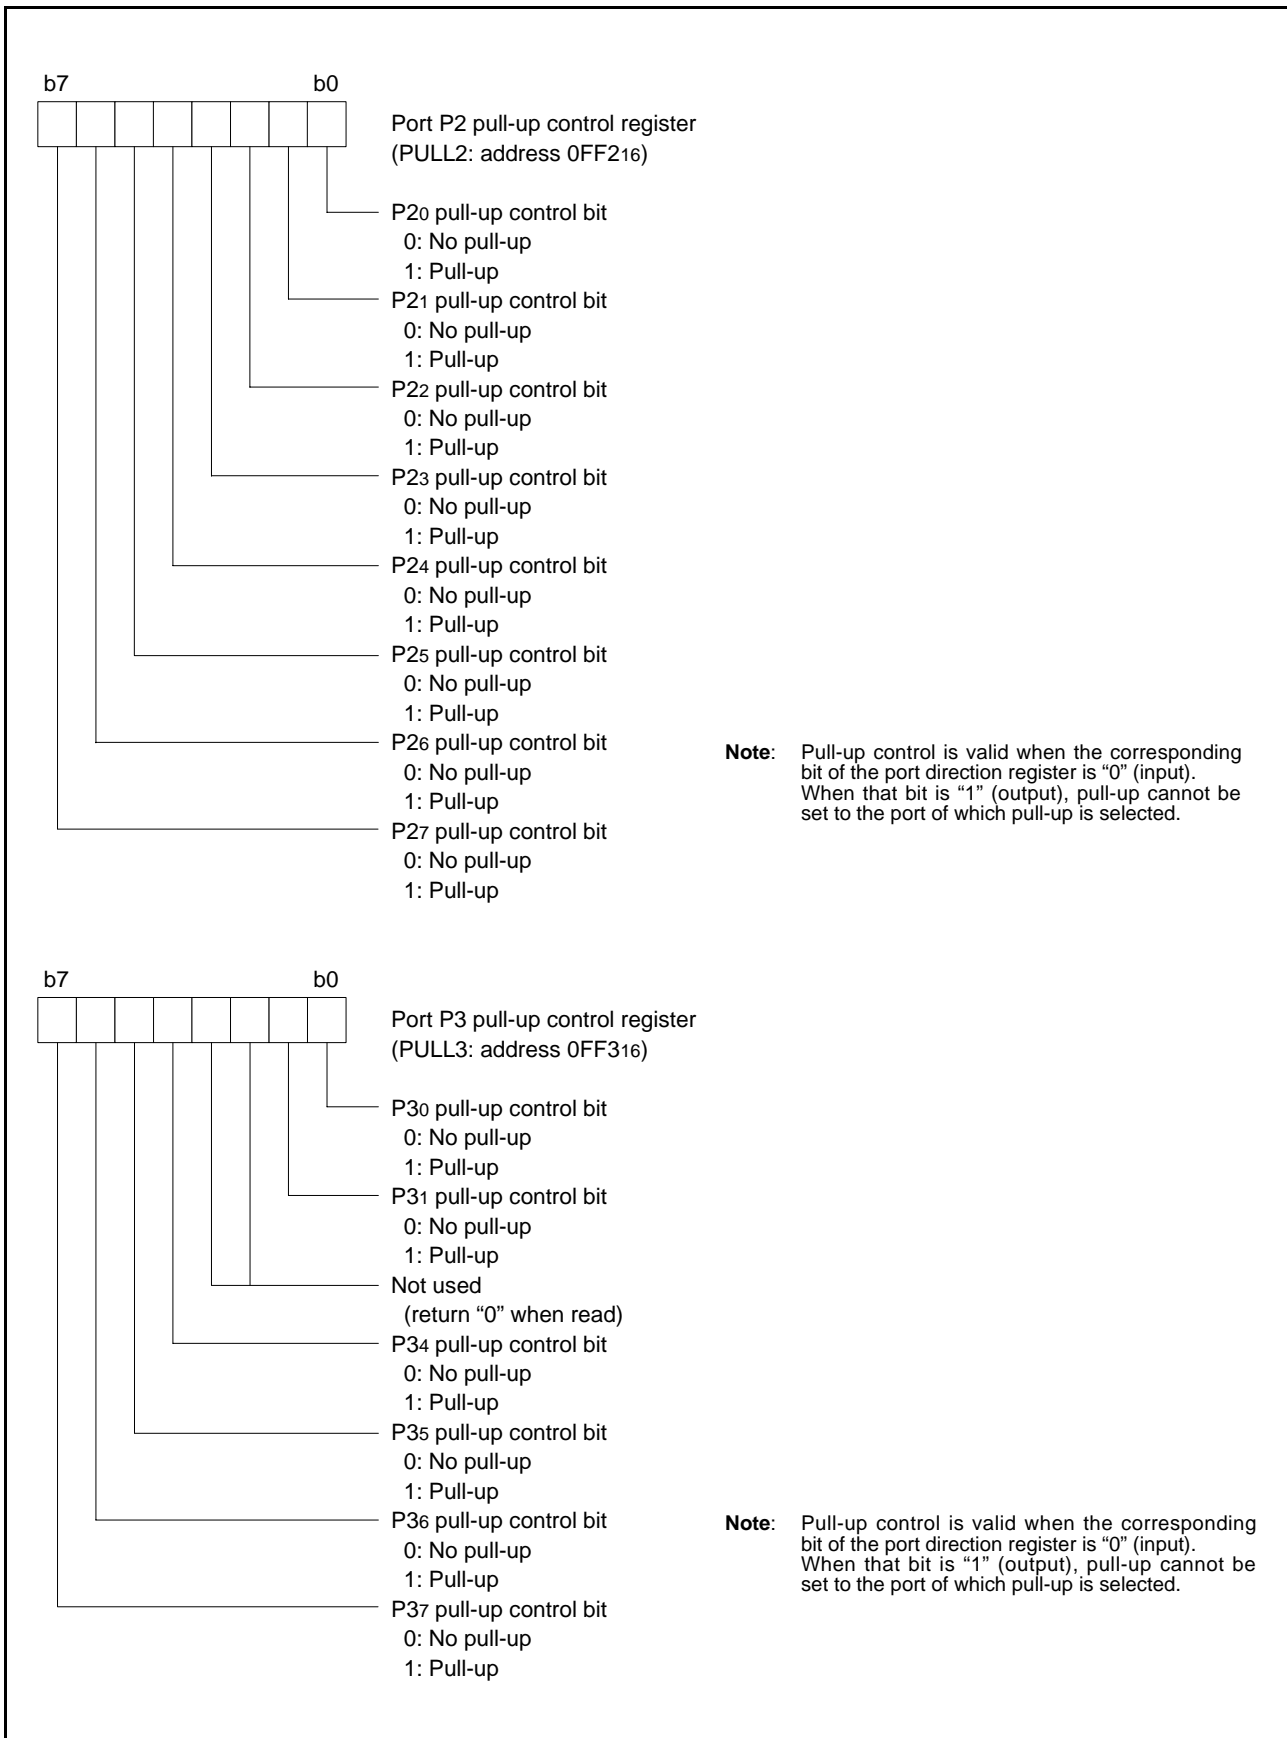 b7 b0
Port P2 pull-up control register
(PULL2: address 0FF216)
P20 pull-up control bit
0: No pull-up
1: Pull-up
P21 pull-up control bit
0: No pull-up
1: Pull-up
P22 pull-up control bit
0: No pull-up
1: Pull-up
P23 pull-up control bit
0: No pull-up
1: Pull-up
P24 pull-up control bit
0: No pull-up
1: Pull-up
P25 pull-up control bit
0: No pull-up
1: Pull-up
P26 pull-up control bit
0: No pull-up
1: Pull-up
P27 pull-up control bit
0: No pull-up
1: Pull-up
Note: Pull-up control is valid when the corresponding
bit of the port direction register is “0” (input).
When that bit is “1” (output), pull-up cannot be
set to the port of which pull-up is selected.
b7 b0
Port P3 pull-up control register
(PULL3: address 0FF316)
P30 pull-up control bit
0: No pull-up
1: Pull-up
P31 pull-up control bit
0: No pull-up
1: Pull-up
Not used
(return “0” when read)
P34 pull-up control bit
0: No pull-up
1: Pull-up
P35 pull-up control bit
0: No pull-up
1: Pull-up
P36 pull-up control bit
0: No pull-up
1: Pull-up
P37 pull-up control bit
0: No pull-up
1: Pull-up
Note: Pull-up control is valid when the corresponding
bit of the port direction register is “0” (input).
When that bit is “1” (output), pull-up cannot be
set to the port of which pull-up is selected.